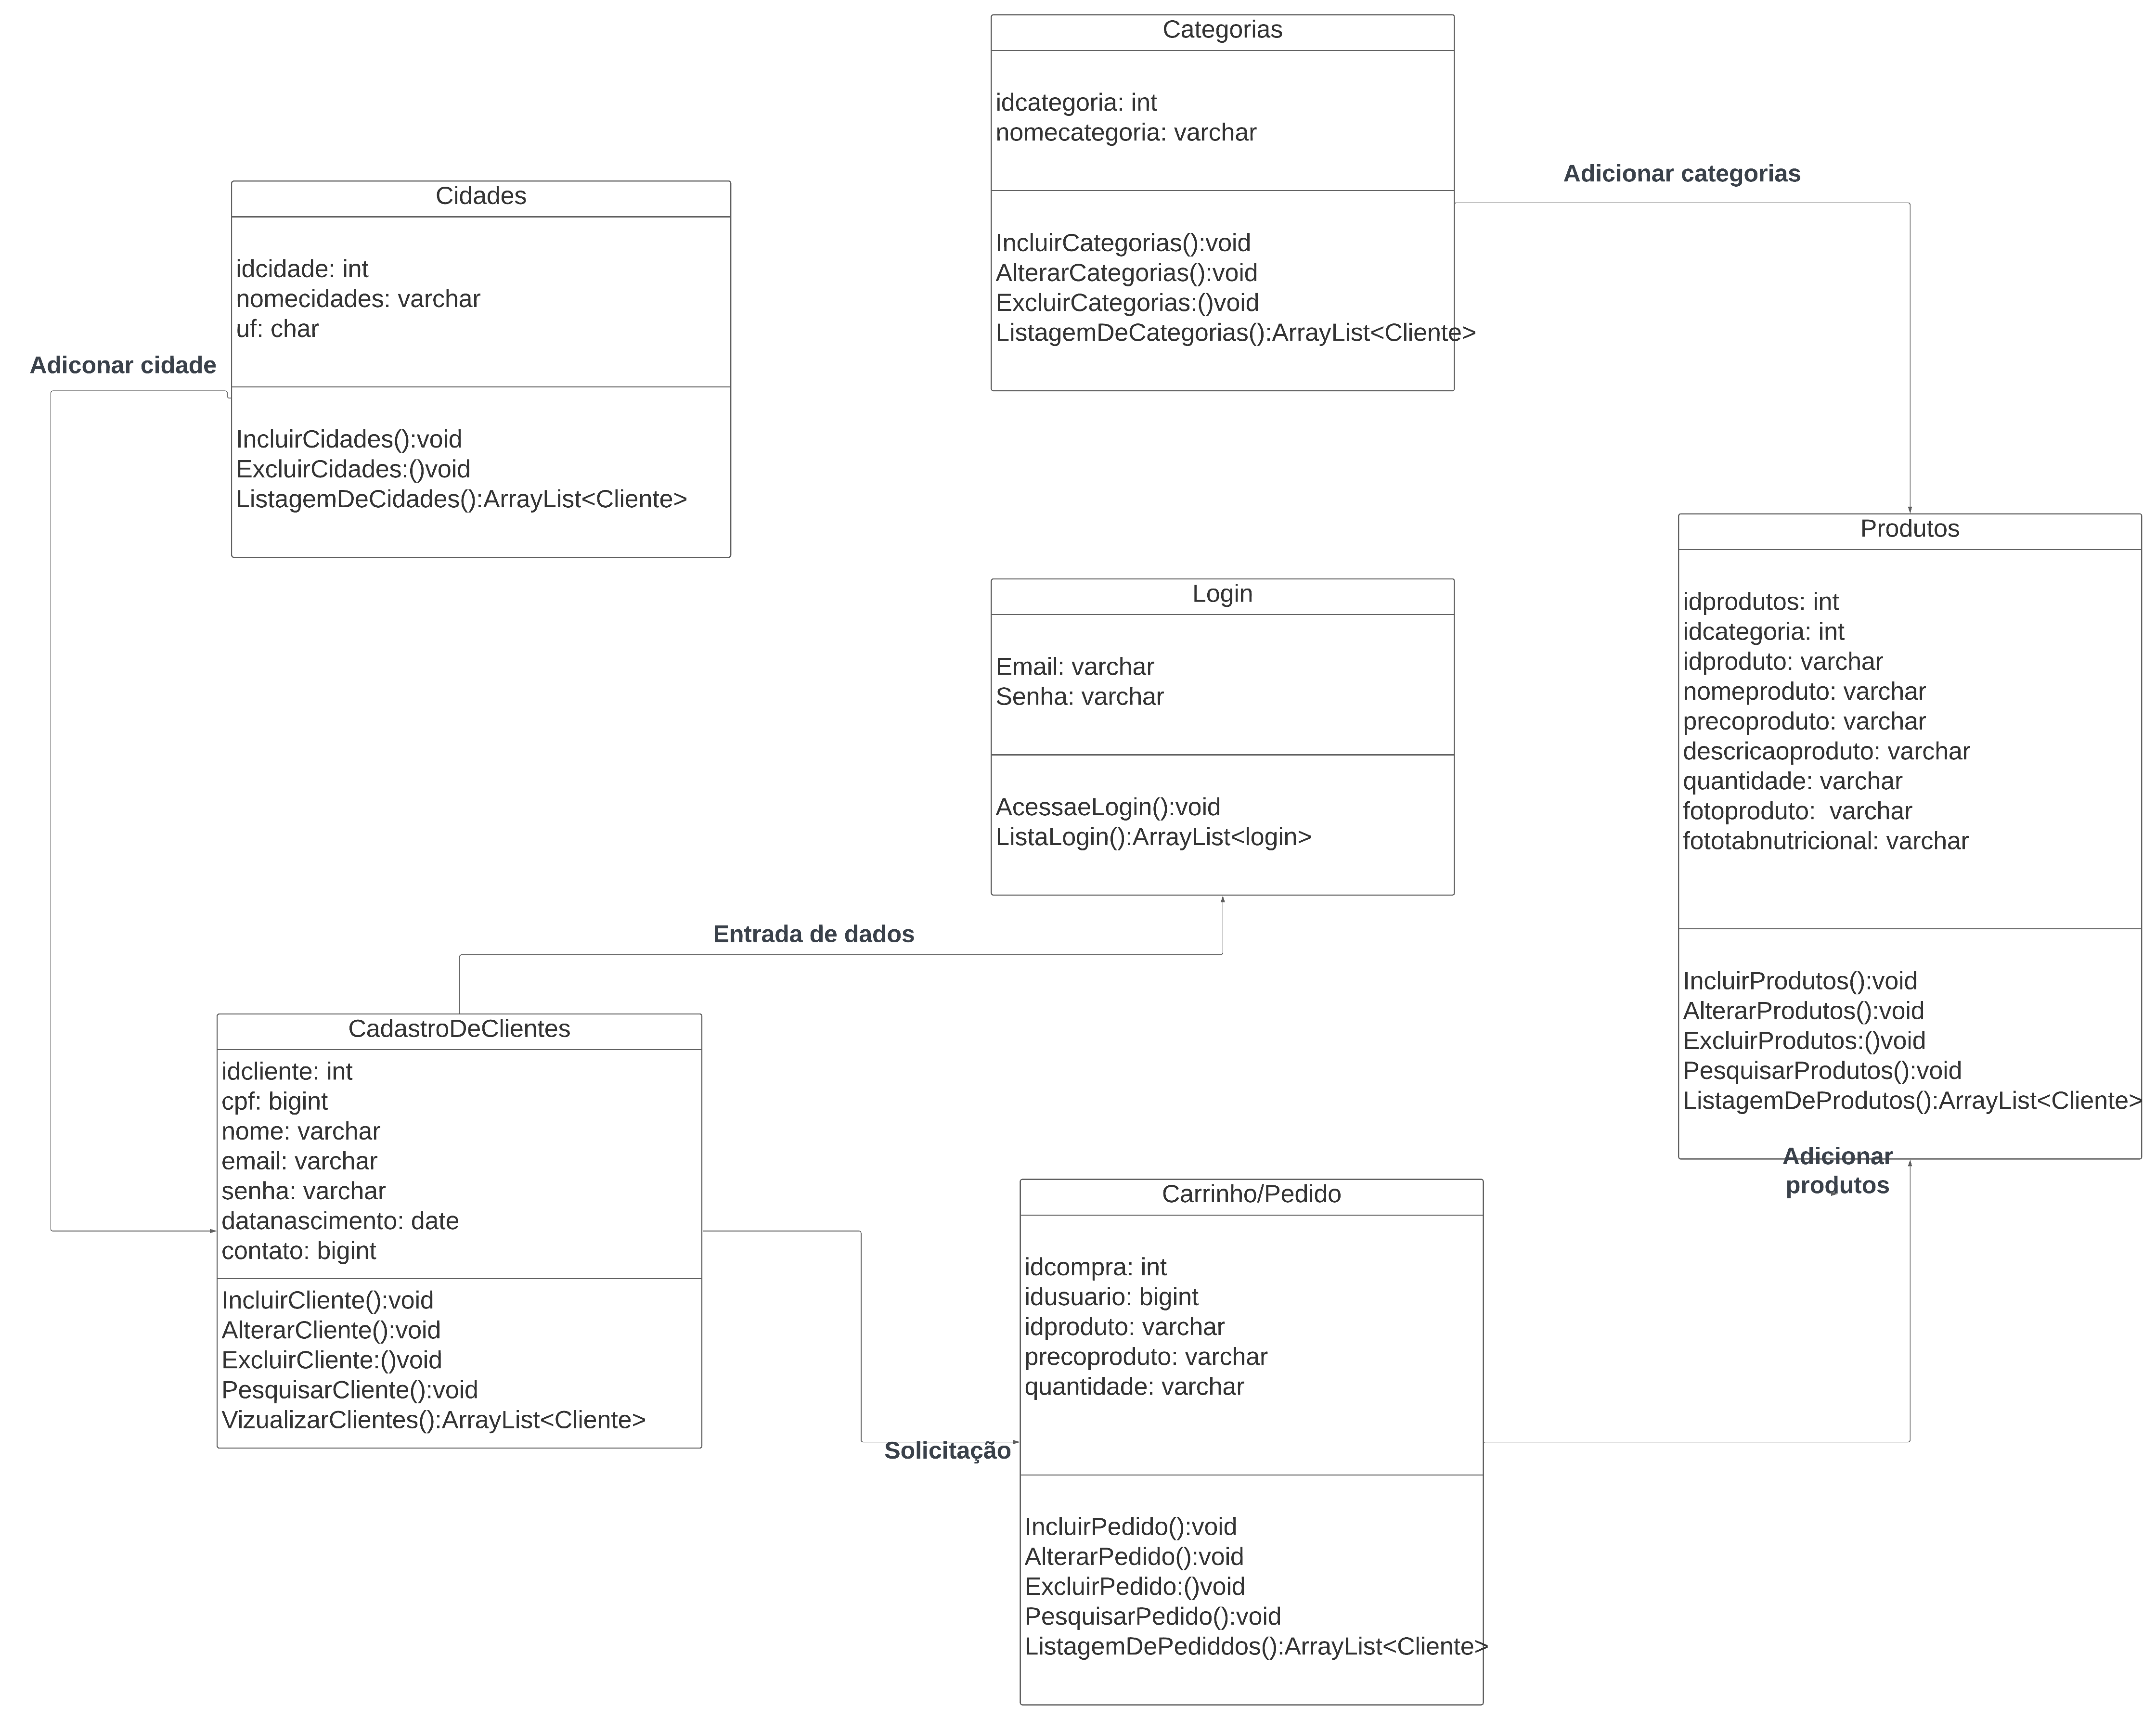 Categorias
idcategoria: int
nomecategoria: varchar
IncluirCategorias():void
AlterarCategorias():void
ExcluirCategorias:()void
ListagemDeCategorias():ArrayList<Cliente>
Adicionar categorias
Cidades
idcidade: int
nomecidades: varchar
uf: char
IncluirCidades():void
ExcluirCidades:()void
ListagemDeCidades():ArrayList<Cliente>
Adiconar cidade
Login
Email: varchar
Senha: varchar
AcessaeLogin():void
ListaLogin():ArrayList<login>
Produtos
idprodutos: int
idcategoria: int
idproduto: varchar
nomeproduto: varchar
precoproduto: varchar
descricaoproduto: varchar
quantidade: varchar
fotoproduto:  varchar
fototabnutricional: varchar
IncluirProdutos():void
AlterarProdutos():void
ExcluirProdutos:()void
PesquisarProdutos():void
ListagemDeProdutos():ArrayList<Cliente>
Entrada de dados
CadastroDeClientes
idcliente: int
cpf: bigint
nome: varchar
email: varchar
senha: varchar
datanascimento: date
contato: bigint
IncluirCliente():void
AlterarCliente():void
ExcluirCliente:()void
PesquisarCliente():void
VizualizarClientes():ArrayList<Cliente>
Solicitação
Carrinho/Pedido
idcompra: int
idusuario: bigint
idproduto: varchar
precoproduto: varchar
quantidade: varchar
IncluirPedido():void
AlterarPedido():void
ExcluirPedido:()void
PesquisarPedido():void
ListagemDePediddos():ArrayList<Cliente>
Adicionar
produtos